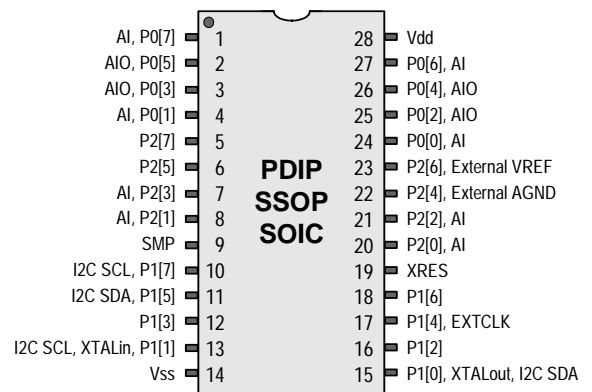 AI, P0[7] 1 28 Vdd
AIO, P0[5] 2 27 P0[6], AI
AIO, P0[3] 3 26 P0[4], AIO
AI, P0[1] 4 25 P0[2], AIO
P2[7] 5 24 P0[0], AI
P2[5] 6 PDIP 23 P2[6], External VREF
AI, P2[3] 7 SSOP 22 P2[4], External AGND
AI, P2[1] 8 SOIC 21 P2[2], AI
SMP 9 20 P2[0], AI
I2C SCL, P1[7] 10 19 XRES
I2C SDA, P1[5] 11 18 P1[6]
P1[3] 12 17 P1[4], EXTCLK
I2C SCL, XTALin, P1[1] 13 16 P1[2]
Vss 14 15 P1[0], XTALout, I2C SDA